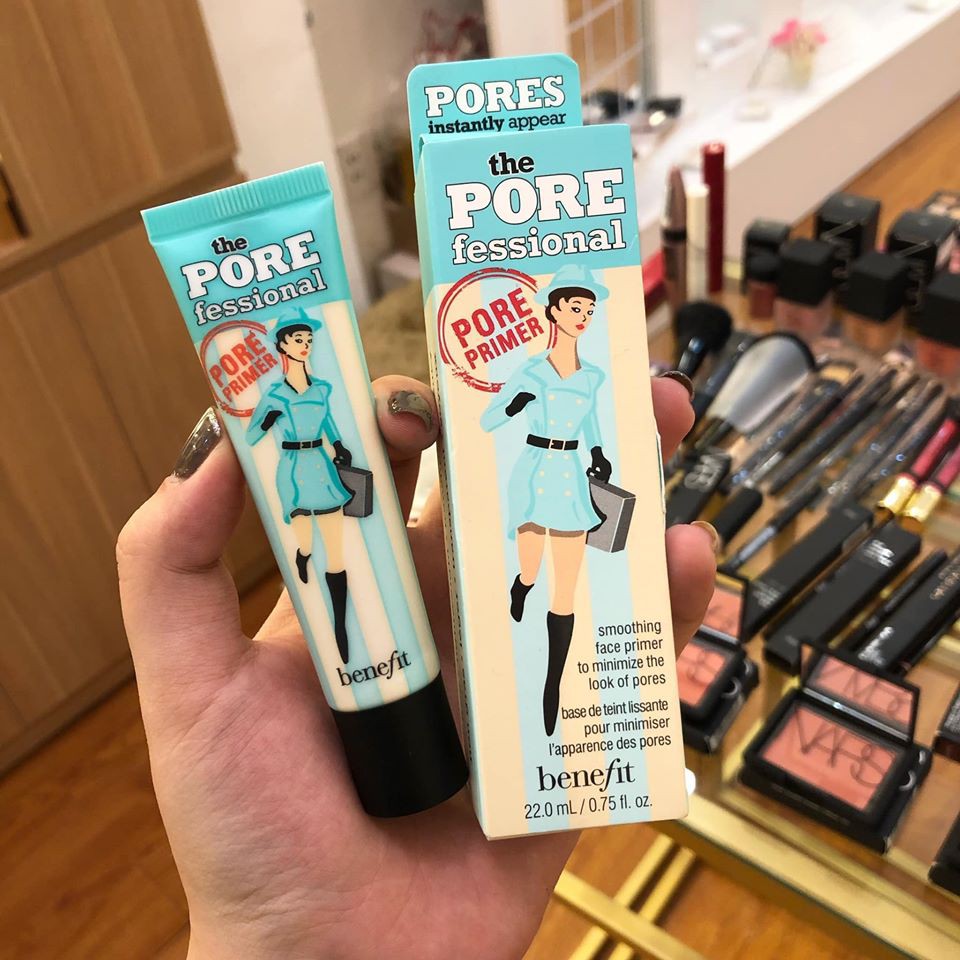 the
PORE
fessional
PORE
PRIMER
benefit
PORES
instantly appear
the
PORE
fessional
PORE
PRIMER
smoothing
face primer
to minimize the
look of pores
base de teint lissante
pour minimiser
l'apparence des pores
benefit
22.0 mL / 0.75 fl. oz.
NARS
NARS